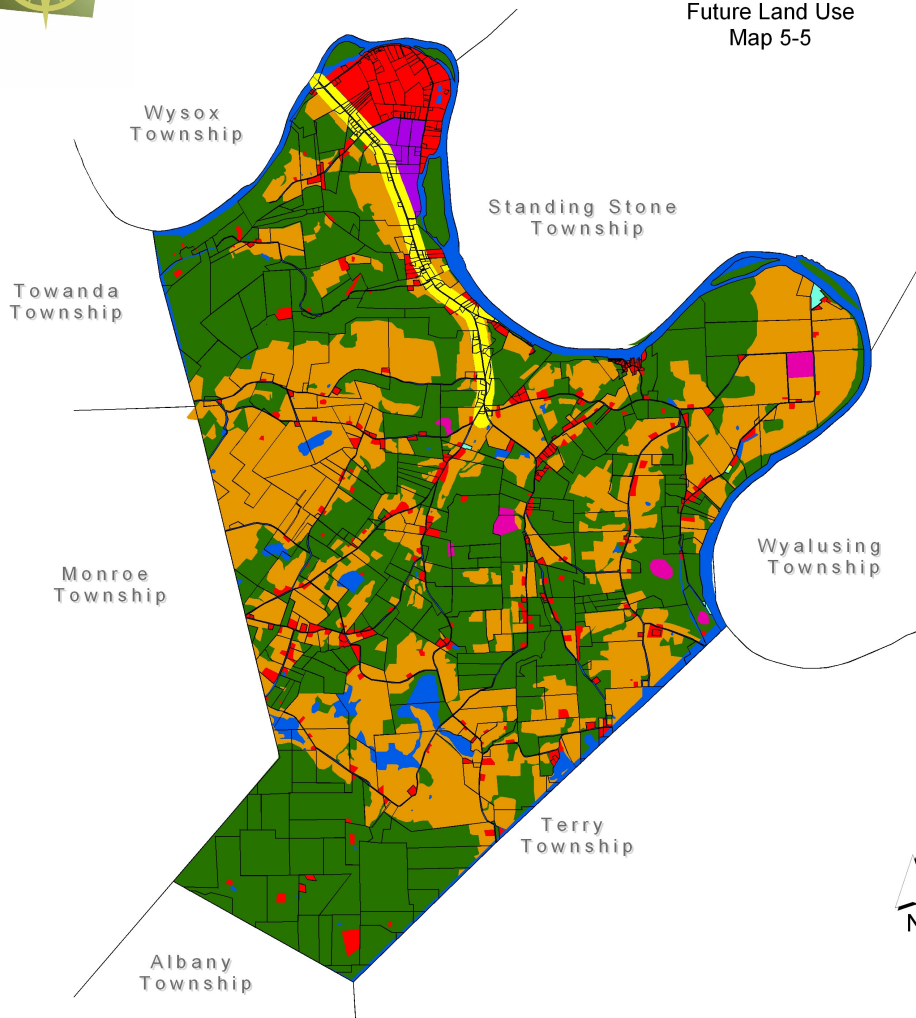 Future Land Use
Map 5-5
Wysox
Township
Standing Stone
Township
Towanda
Township
Wyalusing
Township
Monroe
Township
Terry
Township
Albany
Township
N